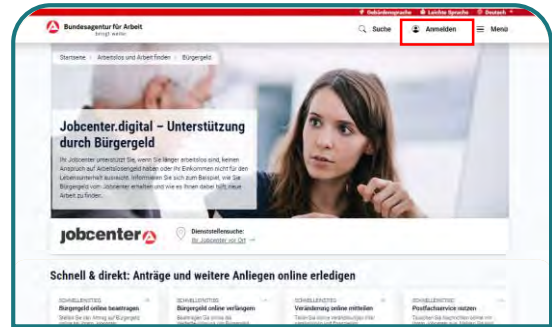 Gebärdensprache Leichte Sprache Deutsch
Bundesagentur für Arbeit
bringt weiter.
Suche Anmelden Menü
Startseite Arbeitslos und Arbeit finden Bürgergeld
Jobcenter.digital – Unterstützung
durch Bürgergeld
Ihr Jobcenter unterstützt Sie, wenn Sie länger arbeitslos sind, keinen
Anspruch auf Arbeitslosengeld haben oder Ihr Einkommen nicht für den
Lebensunterhalt ausreicht. Informieren Sie sich zum Beispiel, wie Sie
Bürgergeld vom Jobcenter erhalten und wie es Ihnen dabei hilft, neue
Arbeit zu finden.
jobcenter
Dienststellensuche:
Ihr Jobcenter vor Ort
Schnell & direkt: Anträge und weitere Anliegen online erledigen
SCHNELLEINSTIEG SCHNELLEINSTIEG SCHNELLEINSTIEG SCHNELLEINSTIEG
Bürgergeld online beantragen Bürgergeld online verlängern Veränderung online mitteilen Postfachservice nutzen